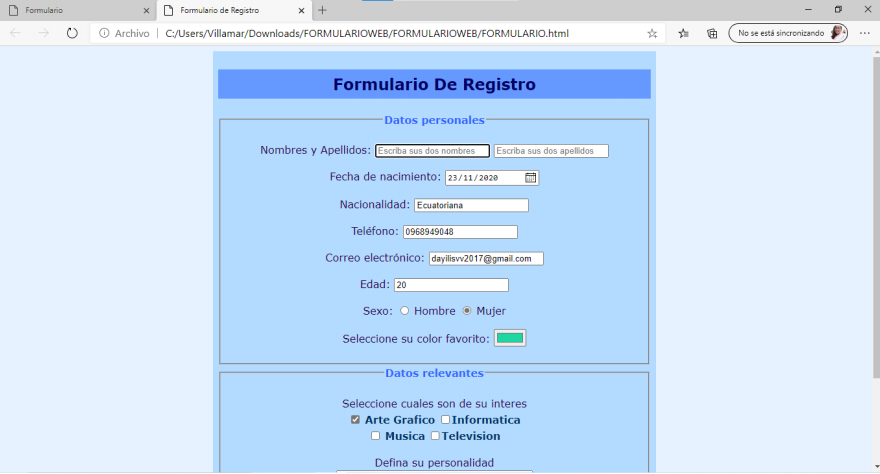 Formulario
Formulario de Registro
Archivo
C:/Users/Villamar/Downloads/FORMULARIOWEB/FORMULARIOWEB/FORMULARIO.html
No se está sincronizando
Formulario De Registro
Datos personales
Nombres y Apellidos: Escriba sus dos nombres Escriba sus dos apellidos
Fecha de nacimiento: 23/11/2020
Nacionalidad: Ecuatoriana
Teléfono: 0968949048
Correo electrónico: dayilisvv2017@gmail.com
Edad: 20
Sexo: Hombre Mujer
Seleccione su color favorito:
Datos relevantes
Seleccione cuales son de su interes
Arte Grafico Informatica
Musica Television
Defina su personalidad